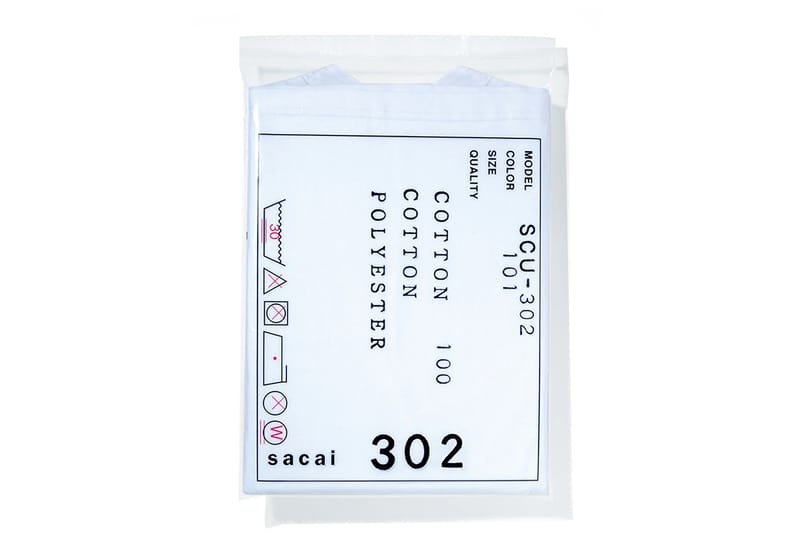 MODEL SCU-302
COLOR 101
SIZE
QUALITY
COTTON 100
COTTON
POLYESTER
30
W
sacai 302